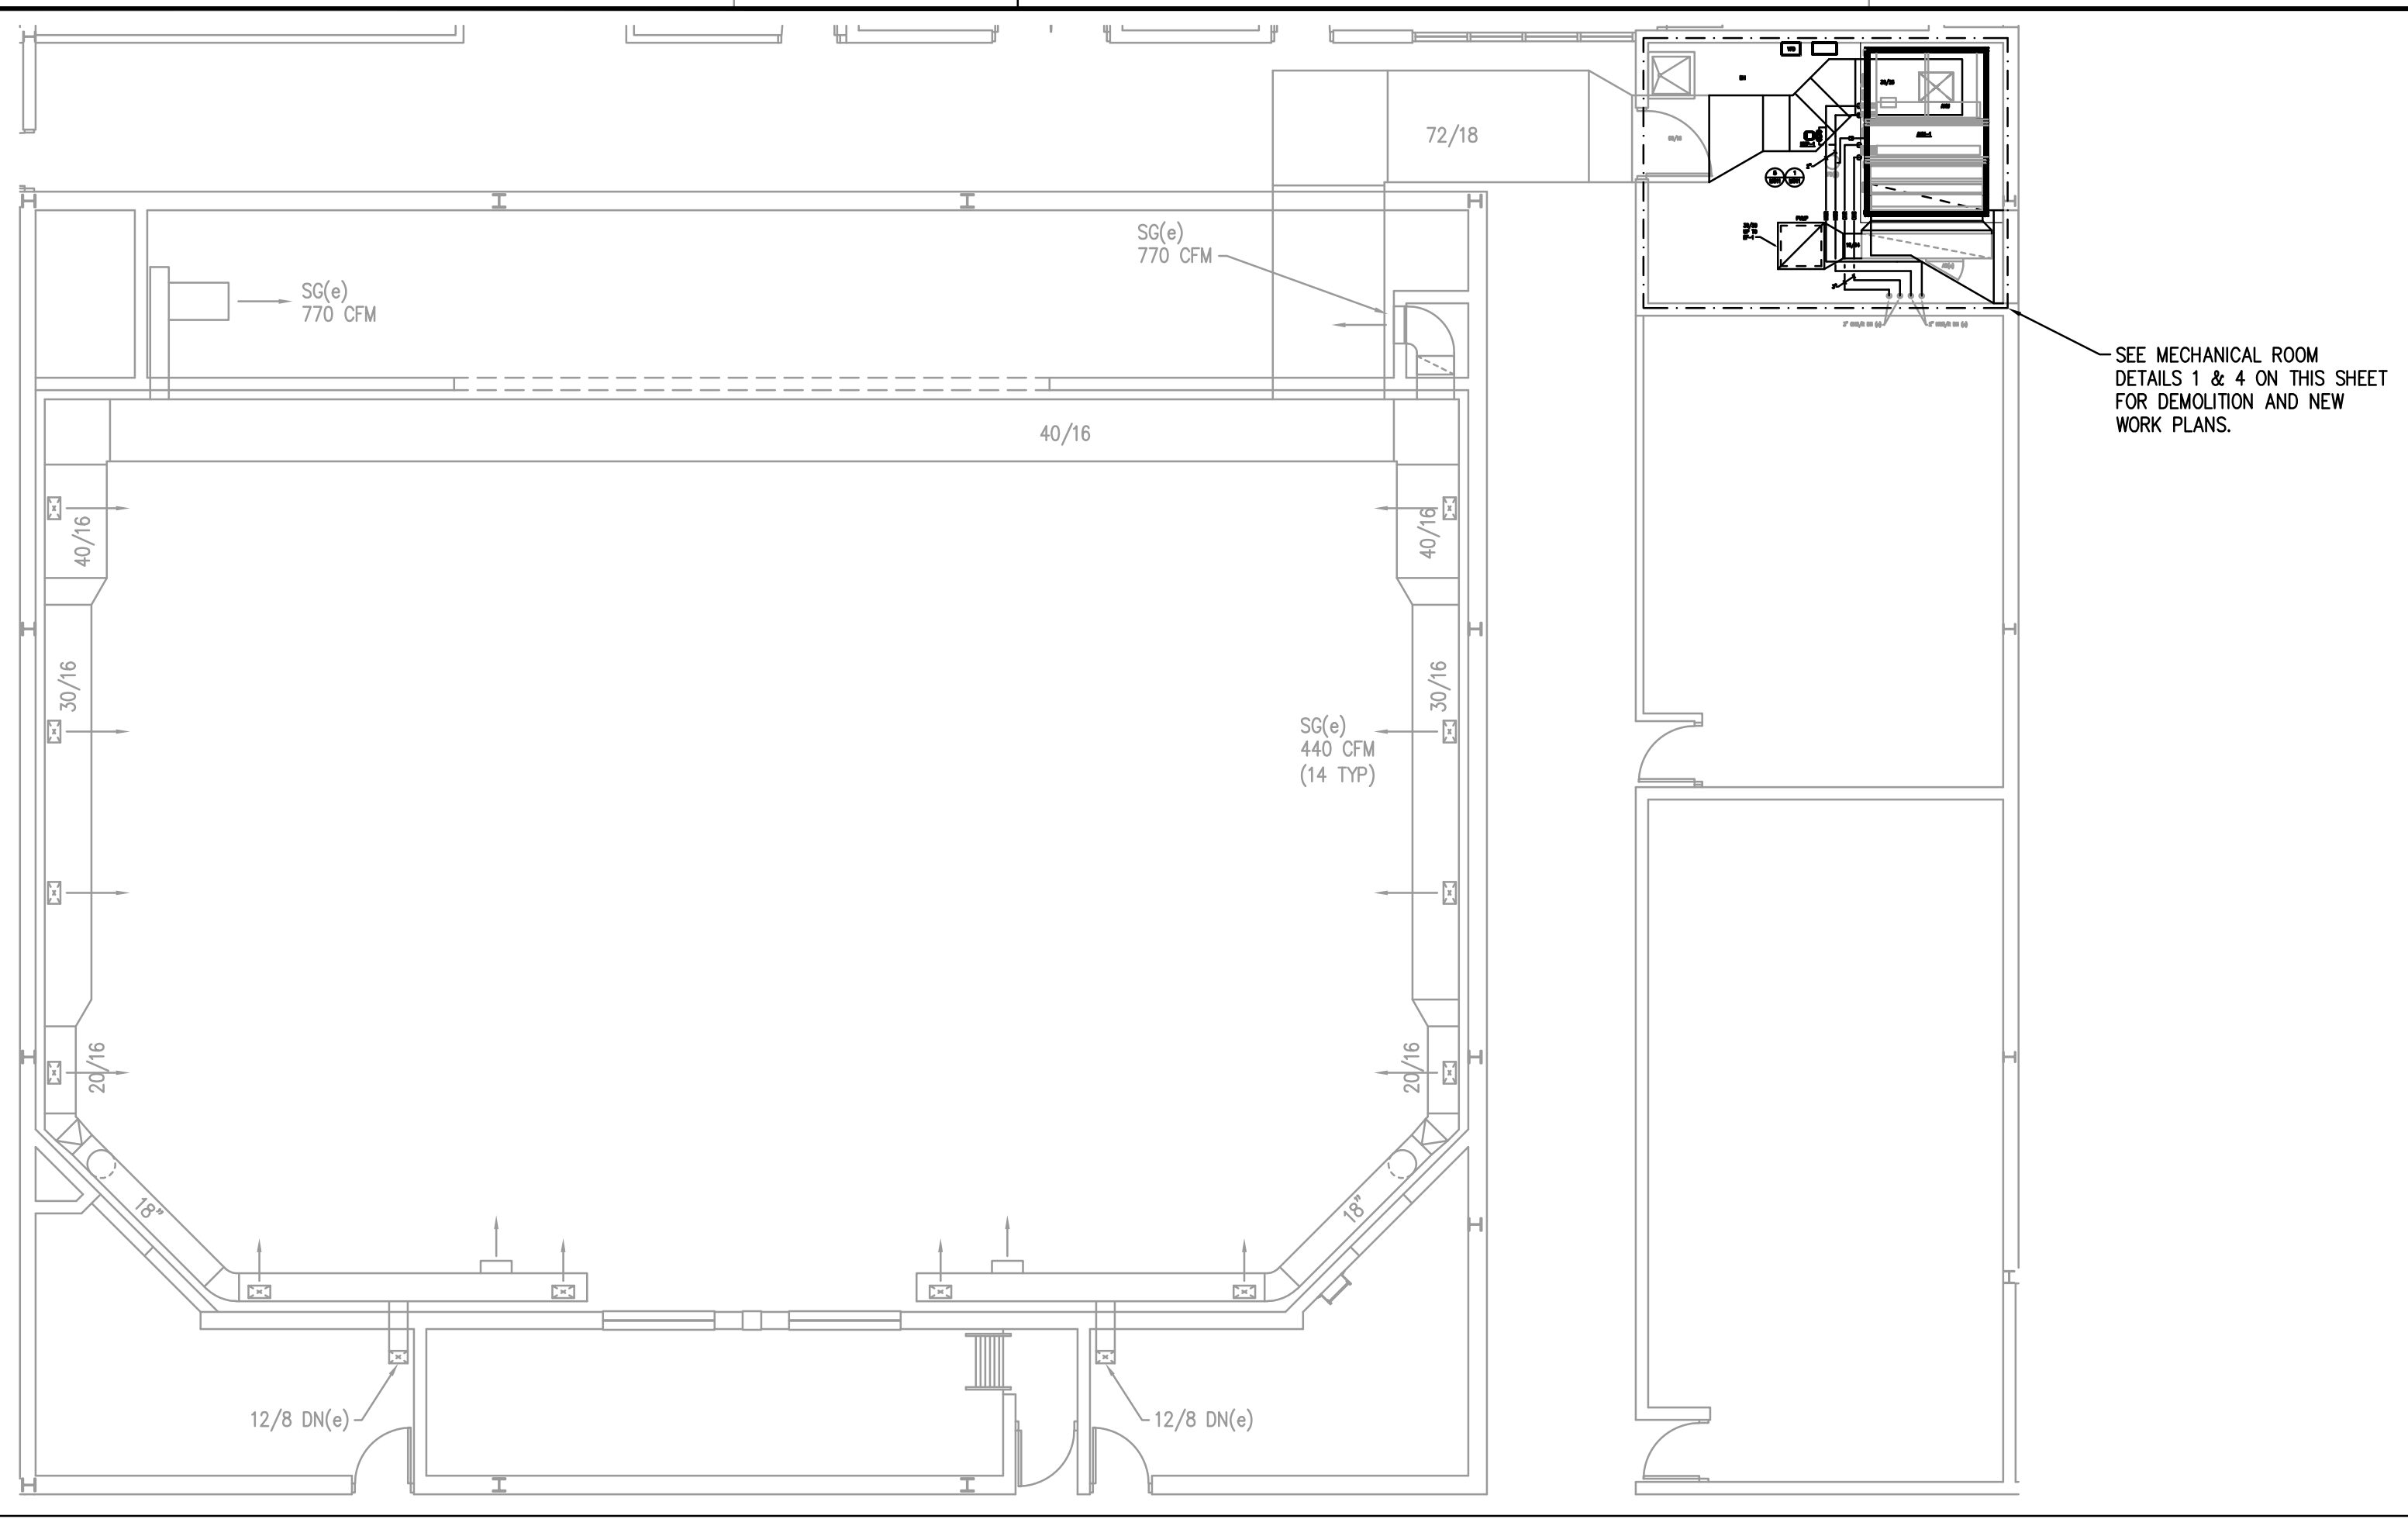 72/18
SG(e)
770 CFM
SG(e)
770 CFM
SEE MECHANICAL ROOM
DETAILS 1 & 4 ON THIS SHEET
FOR DEMOLITION AND NEW
WORK PLANS.
40/16
40/16
40/16
30/16
30/16
SG(e)
440 CFM
(14 TYP)
20/16
20/16
18"
18"
12/8 DN(e)
12/8 DN(e)